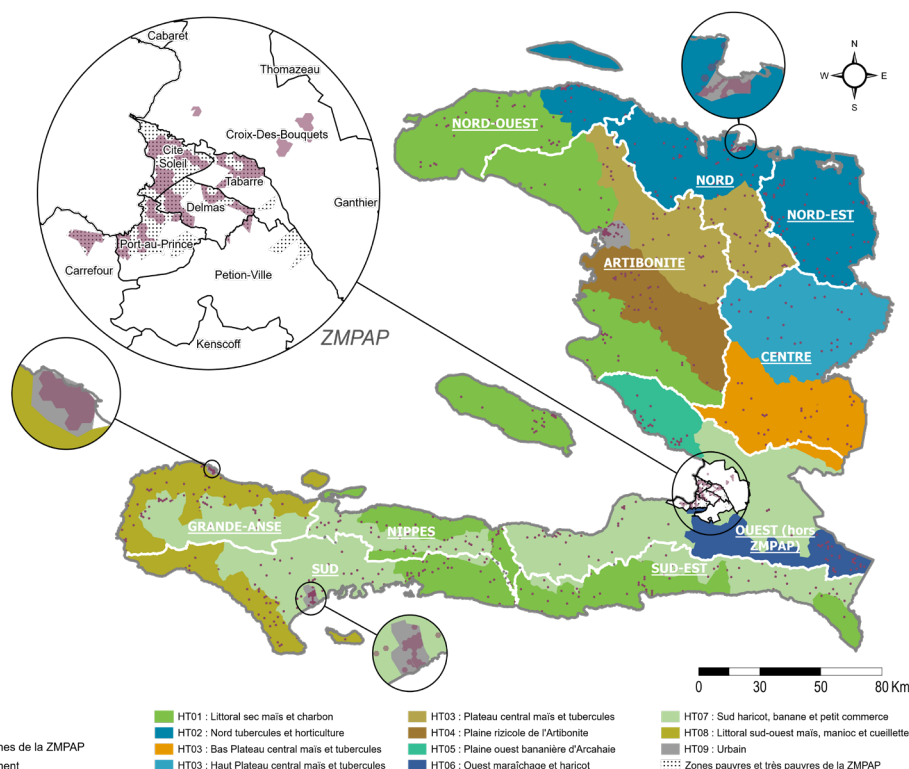 Cabaret
Thomazeau
Croix-Des-Bouquets
Cité
Soleil
Tabarre
Ganthier
Delmas
Port-au-Prince
Carrefour
Petion-Ville
Kenscoff
ZMPAP
N
W E
S
NORD-OUEST
NORD
NORD-EST
ARTIBONITE
CENTRE
OUEST (hors
ZMPAP)
GRANDE-ANSE
NIPPES
SUD
SUD-EST
0 30 50 80 Km
nes de la ZMPAP
ment
HT01 : Littoral sec maïs et charbon
HT02 : Nord tubercules et horticulture
HT03 : Bas Plateau central maïs et tubercules
HT03 : Haut Plateau central maïs et tubercules
HT03 : Plateau central maïs et tubercules
HT04 : Plaine rizicole de l'Artibonite
HT05 : Plaine ouest bananière d'Arcahaie
HT06 : Ouest maraîchage et haricot
HT07 : Sud haricot, banane et petit commerce
HT08 : Littoral sud-ouest maïs, manioc et cueillette
HT09 : Urbain
Zones pauvres et très pauvres de la ZMPAP